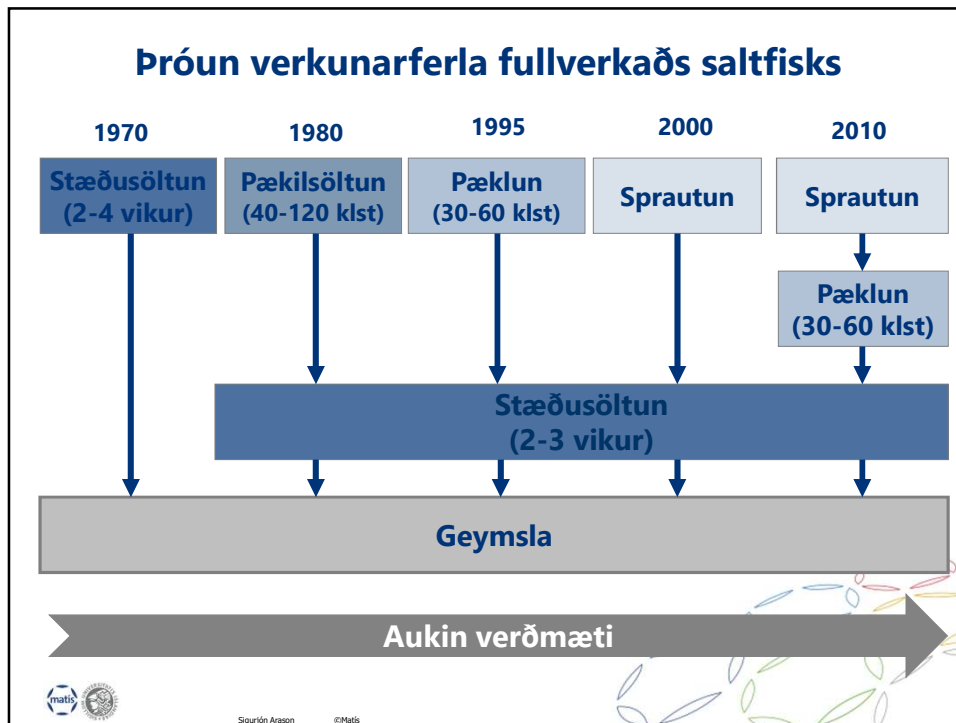 Þróun verkunarferla fullverkaðs saltfisks
1970
1980
1995
2000
2010
Stæðusöltun
(2-4 vikur)
Pækilsöltun
(40-120 klst)
Pæklun
(30-60 klst)
Sprautun
Sprautun
Pæklun
(30-60 klst)
Stæðusöltun
(2-3 vikur)
Geymsla
Aukin verðmæti
matís
Sigurjón Arason ©Matís